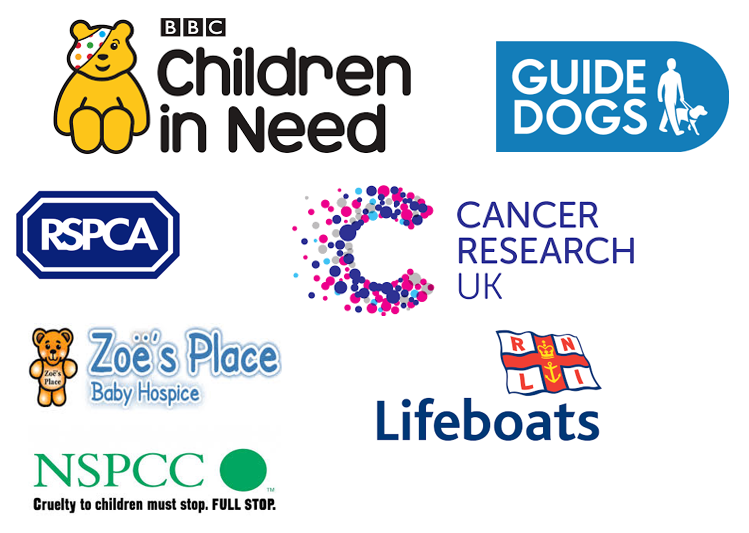 BBC
Children
in Need
GUIDE
DOGS
RSPCA
CANCER
RESEARCH
UK
Zoë's
Place
Zoë's Place
Baby Hospice
R N
L I
Lifeboats
NSPCC
TM
Cruelty to children must stop. FULL STOP.